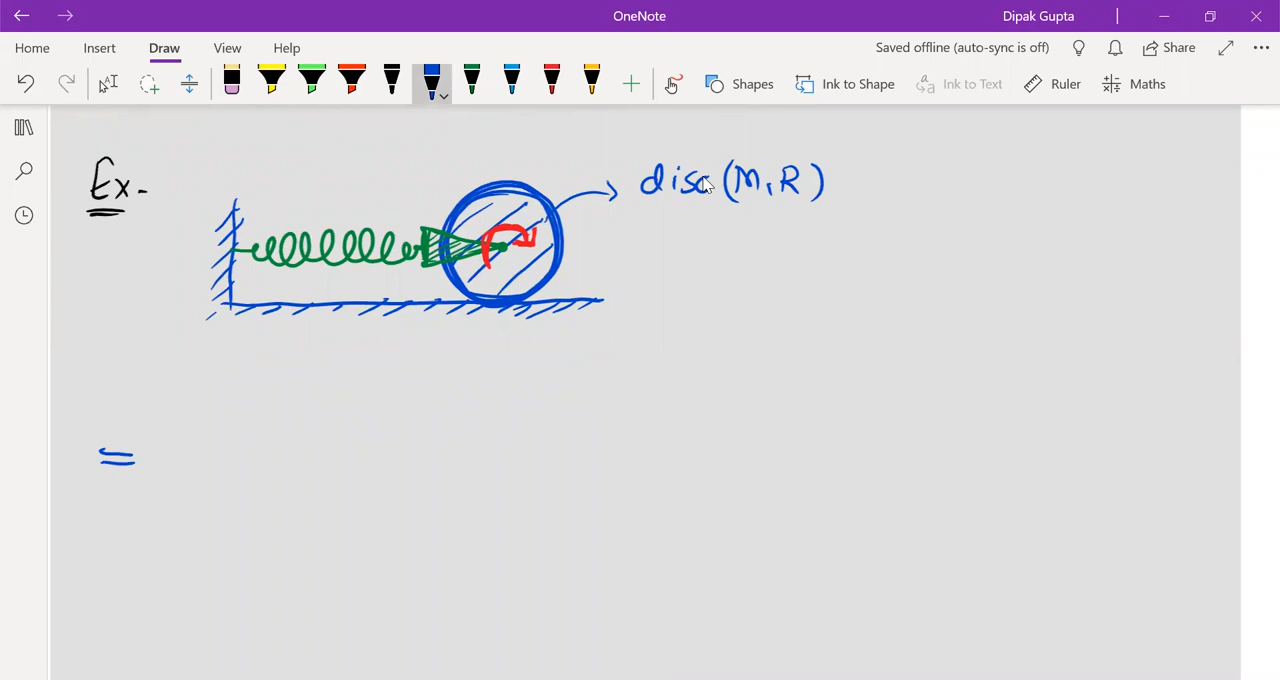 OneNote
Dipak Gupta
Home Insert Draw View Help
Saved offline (auto-sync is off)
Share
Shapes
Ink to Shape
Ink to Text
Ruler
Maths
Ex-
disc (M, R)
=